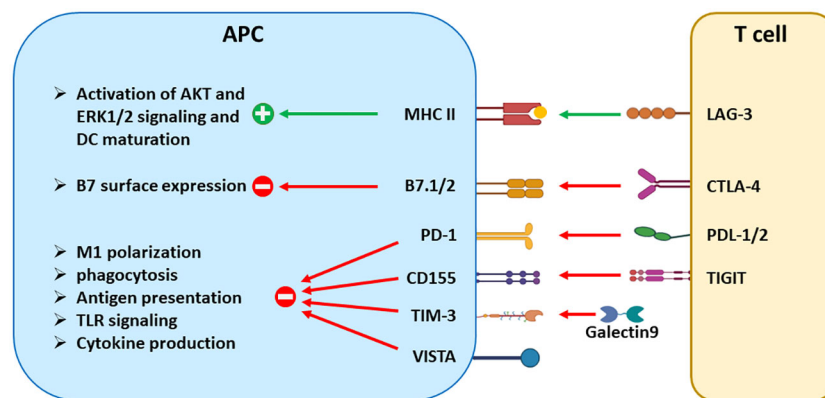 APC
T cell
➢ Activation of AKT and
ERK1/2 signaling and
DC maturation
MHC II
LAG-3
➢ B7 surface expression
B7.1/2
CTLA-4
PD-1
PDL-1/2
➢ M1 polarization
➢ phagocytosis
➢ Antigen presentation
➢ TLR signaling
➢ Cytokine production
CD155
TIGIT
TIM-3
Galectin9
VISTA